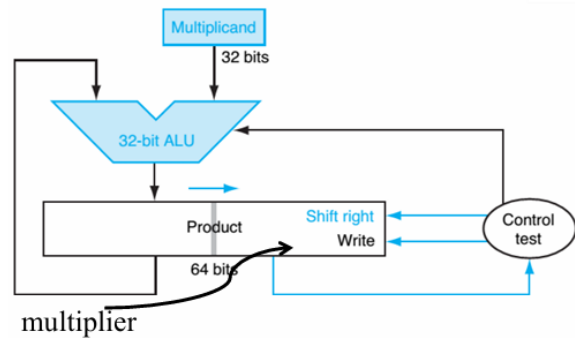 Multiplicand
32 bits
32-bit ALU
Product
Shift right
Write
Control
test
64 bits
multiplier